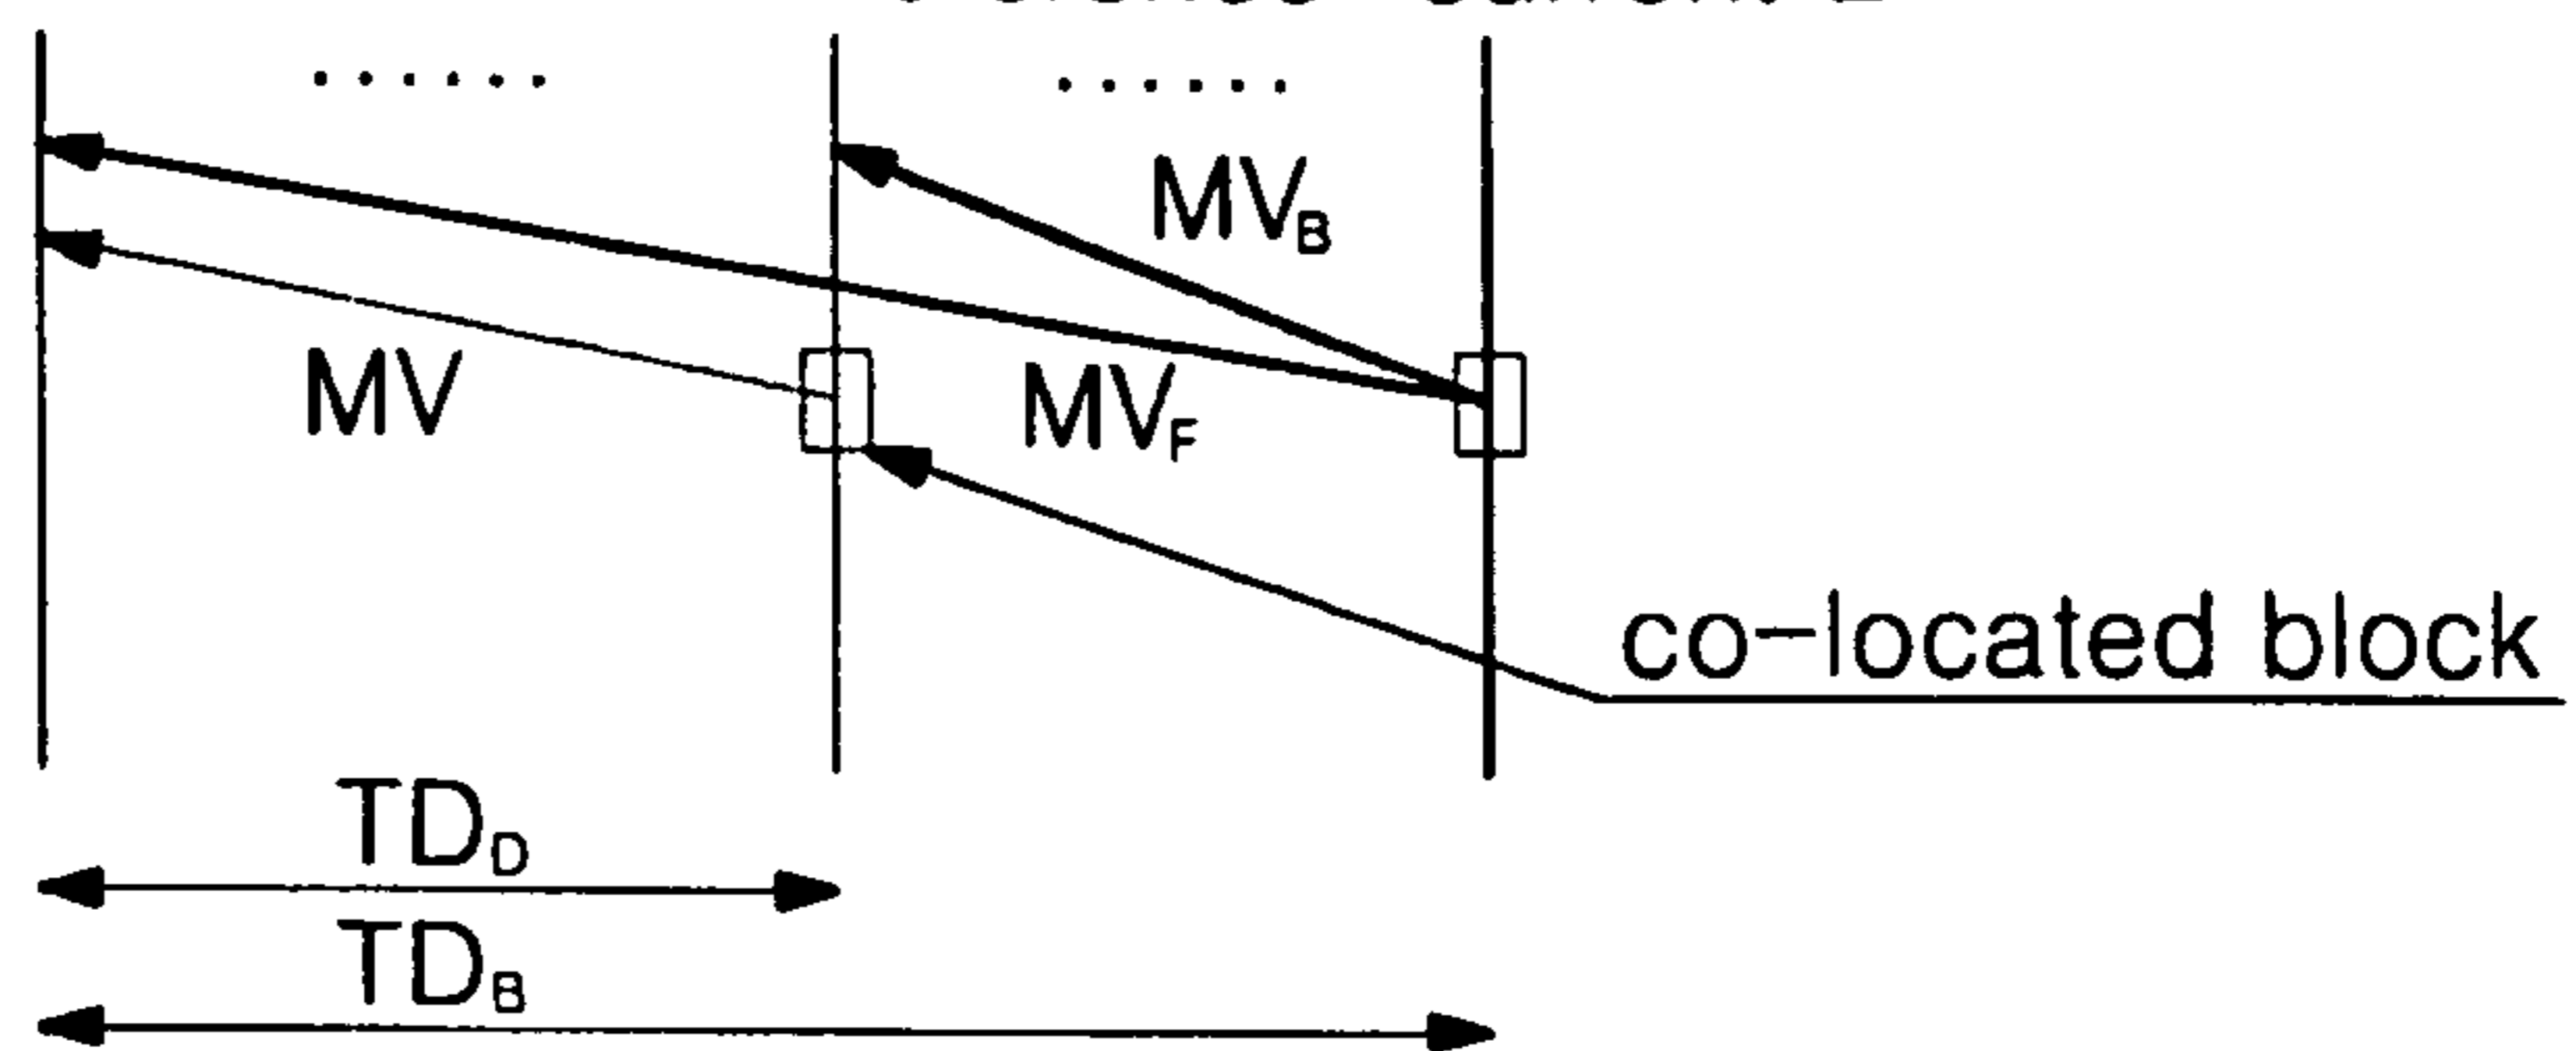 ......
......
MV_B
MV
MV_F
co-located block
TD_D
TD_B